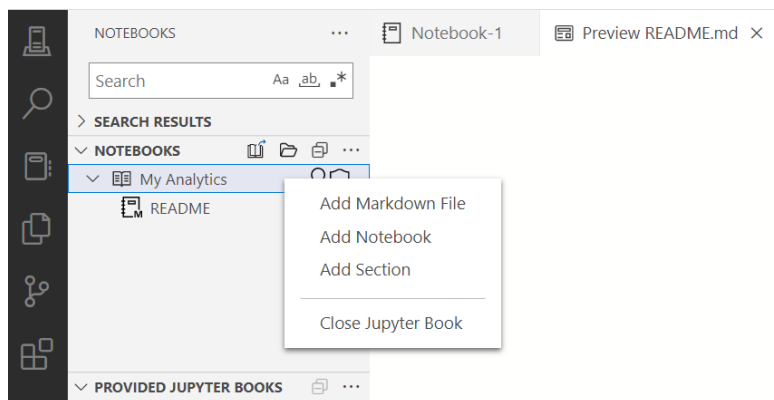 NOTEBOOKS ...
Notebook-1
Preview README.md
Search Aa ab
SEARCH RESULTS
NOTEBOOKS ...
My Analytics
README
Add Markdown File
Add Notebook
Add Section
Close Jupyter Book
PROVIDED JUPYTER BOOKS ...